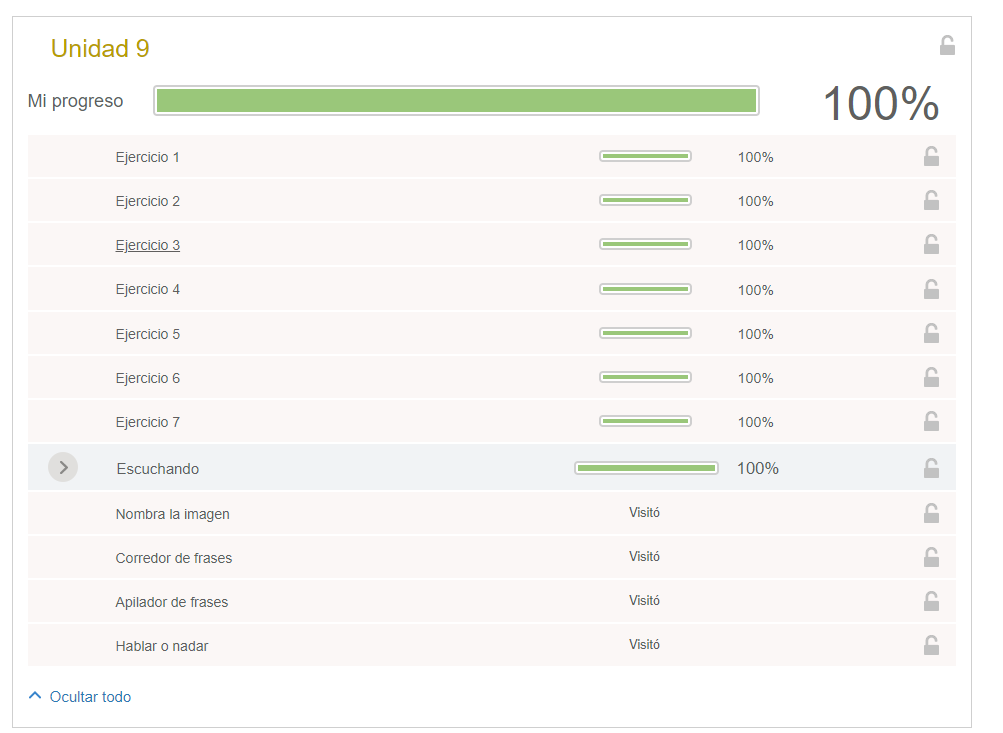 Unidad 9
Mi progreso 100%
Ejercicio 1 100%
Ejercicio 2 100%
Ejercicio 3 100%
Ejercicio 4 100%
Ejercicio 5 100%
Ejercicio 6 100%
Ejercicio 7 100%
Escuchando 100%
Nombra la imagen Visitó
Corredor de frases Visitó
Apilador de frases Visitó
Hablar o nadar Visitó
Ocultar todo